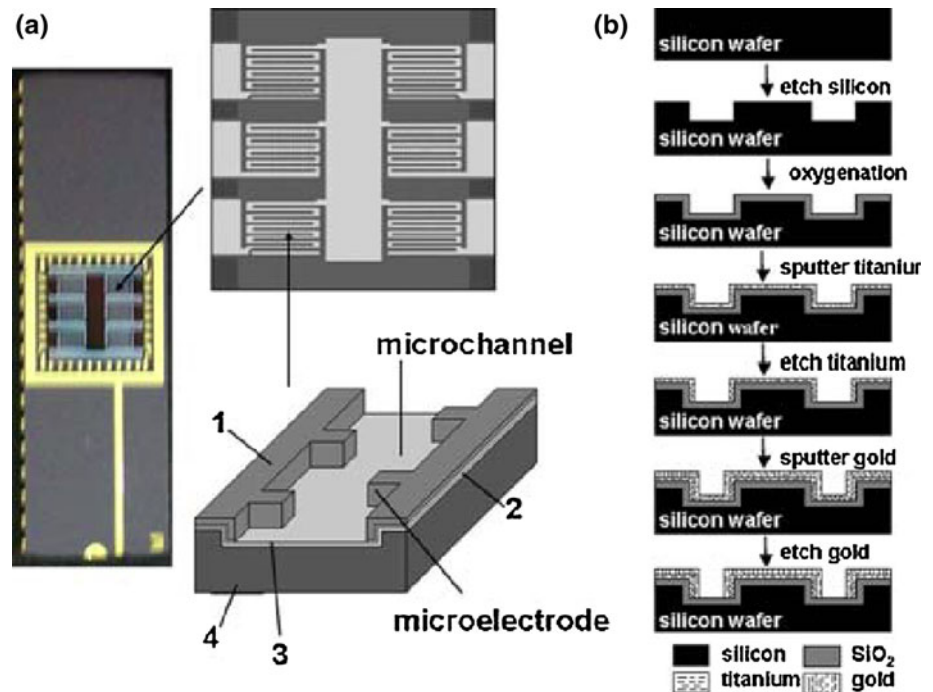 (a)
microchannel
1
2
microelectrode
4
3
(b)
silicon wafer
etch silicon
silicon wafer
oxygenation
silicon wafer
sputter titanium
silicon wafer
etch titanium
silicon wafer
sputter gold
silicon wafer
etch gold
silicon wafer
silicon
SiO₂
titanium
gold